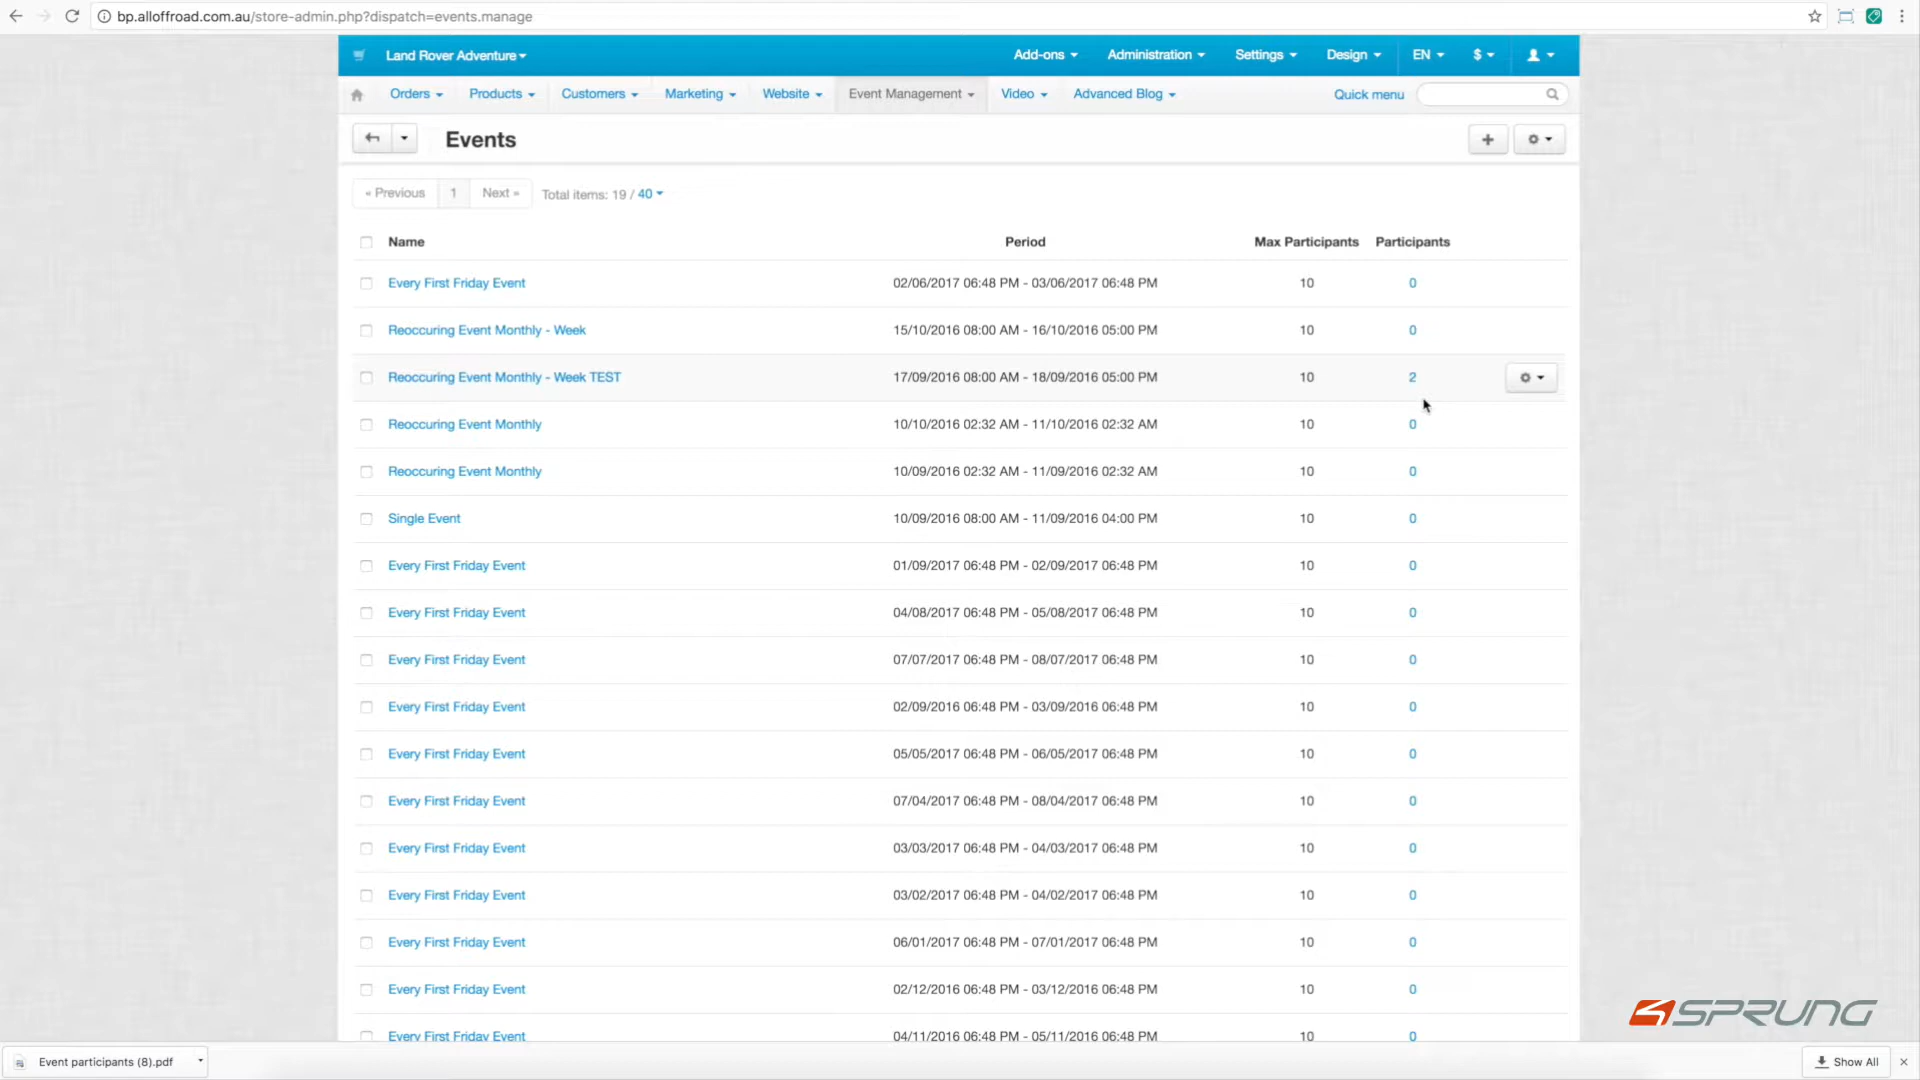 bp.alloffroad.com.au/store-admin.php?dispatch=events.manage
Land Rover Adventure Add-ons Administration Settings Design EN $
Orders Products Customers Marketing Website Event Management Video Advanced Blog Quick menu
Events
« Previous 1 Next » Total items: 19 / 40
Name Period Max Participants Participants
Every First Friday Event 02/06/2017 06:48 PM - 03/06/2017 06:48 PM 10 0
Reoccuring Event Monthly - Week 15/10/2016 08:00 AM - 16/10/2016 05:00 PM 10 0
Reoccuring Event Monthly - Week TEST 17/09/2016 08:00 AM - 18/09/2016 05:00 PM 10 2
Reoccuring Event Monthly 10/10/2016 02:32 AM - 11/10/2016 02:32 AM 10 0
Reoccuring Event Monthly 10/09/2016 02:32 AM - 11/09/2016 02:32 AM 10 0
Single Event 10/09/2016 08:00 AM - 11/09/2016 04:00 PM 10 0
Every First Friday Event 01/09/2017 06:48 PM - 02/09/2017 06:48 PM 10 0
Every First Friday Event 04/08/2017 06:48 PM - 05/08/2017 06:48 PM 10 0
Every First Friday Event 07/07/2017 06:48 PM - 08/07/2017 06:48 PM 10 0
Every First Friday Event 02/09/2016 06:48 PM - 03/09/2016 06:48 PM 10 0
Every First Friday Event 05/05/2017 06:48 PM - 06/05/2017 06:48 PM 10 0
Every First Friday Event 07/04/2017 06:48 PM - 08/04/2017 06:48 PM 10 0
Every First Friday Event 03/03/2017 06:48 PM - 04/03/2017 06:48 PM 10 0
Every First Friday Event 03/02/2017 06:48 PM - 04/02/2017 06:48 PM 10 0
Every First Friday Event 06/01/2017 06:48 PM - 07/01/2017 06:48 PM 10 0
Every First Friday Event 02/12/2016 06:48 PM - 03/12/2016 06:48 PM 10 0
Every First Friday Event 04/11/2016 06:48 PM - 05/11/2016 06:48 PM 10 0
SPRUNG
Event participants (8).pdf Show All